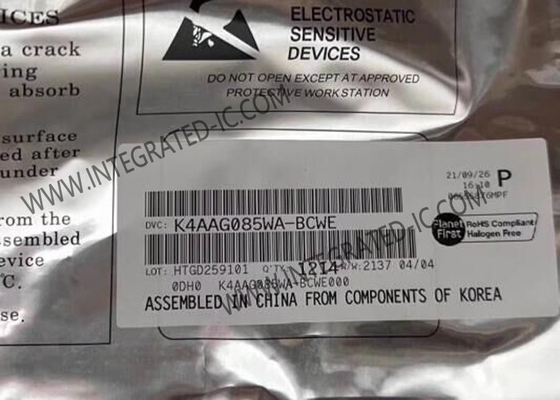 ICES
a crack
ing
absorb
surface
ed after
under
rom the
ssembled
evice
°C.
se.
ELECTROSTATIC
SENSITIVE
DEVICES
DO NOT OPEN EXCEPT AT APPROVED
PROTECTIVE WORK STATION
WWW.INTEGRATED-IC.COM
WWW.INTEGRATED-IC.COM
21/09/26 P
16:10
DVC: K4AAG085WA-BCWE
Planet First RoHS Compliant
Halogen Free
LOT: HTGD259101 Q'TY: 1214 R/W: 2137 04/04
0DH0 K4AAG085WA-BCWE000
ASSEMBLED IN CHINA FROM COMPONENTS OF KOREA